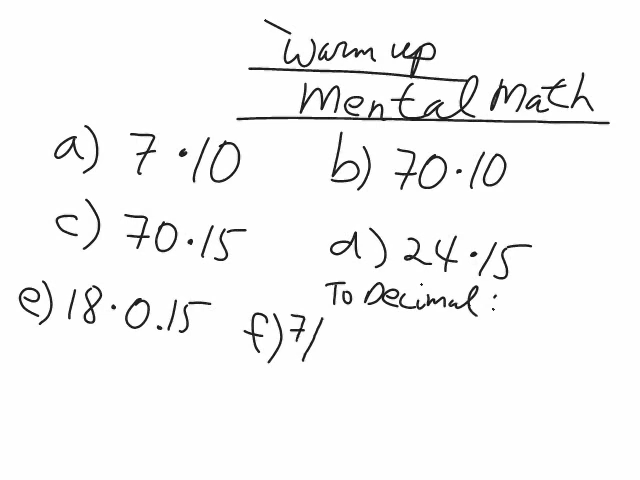 Warm up
Mental Math
a) 7 · 10 b) 70 · 10
c) 70 · 15 d) 24 · 15
e) 18 · 0.15 To Decimal:
f) 7/